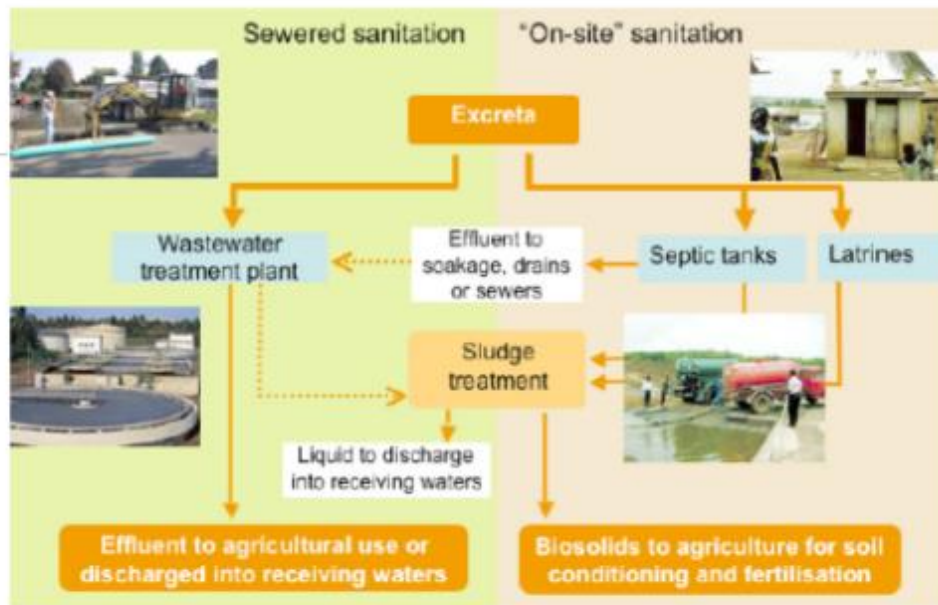 Sewered sanitation
"On-site" sanitation
Excreta
Wastewater
treatment plant
Effluent to
soakage, drains
or sewers
Septic tanks
Latrines
Sludge
treatment
Liquid to discharge
into receiving waters
Effluent to agricultural use or
discharged into receiving waters
Biosolids to agriculture for soil
conditioning and fertilisation